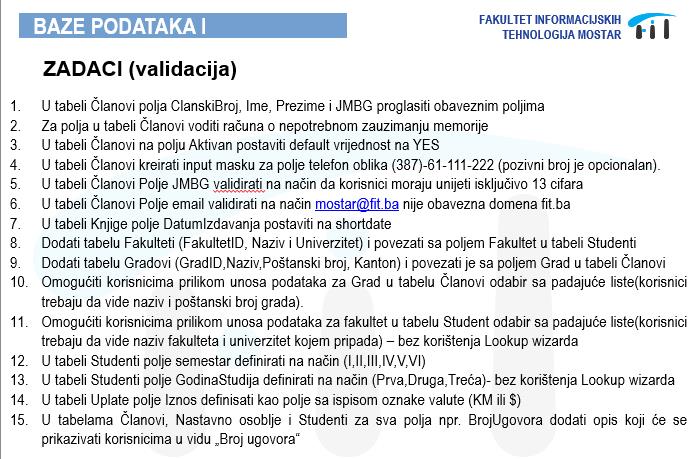 BAZE PODATAKA I
FAKULTET INFORMACIJSKIH
TEHNOLOGIJA MOSTAR
ZADACI (validacija)
1. U tabeli Članovi polja ClanskiBroj, Ime, Prezime i JMBG proglasiti obaveznim poljima
2. Za polja u tabeli Članovi voditi računa o nepotrebnom zauzimanju memorije
3. U tabeli Članovi na polju Aktivan postaviti default vrijednost na YES
4. U tabeli Članovi kreirati input masku za polje telefon oblika (387)-61-111-222 (pozivni broj je opcionalan).
5. U tabeli Članovi Polje JMBG validirati na način da korisnici moraju unijeti isključivo 13 cifara
6. U tabeli Članovi Polje email validirati na način mostar@fit.ba nije obavezna domena fit.ba
7. U tabeli Knjige polje DatumIzdavanja postaviti na shortdate
8. Dodati tabelu Fakulteti (FakultetID, Naziv i Univerzitet) i povezati sa poljem Fakultet u tabeli Studenti
9. Dodati tabelu Gradovi (GradID,Naziv,Poštanski broj, Kanton) i povezati je sa poljem Grad u tabeli Članovi
10. Omogućiti korisnicima prilikom unosa podataka za Grad u tabelu Članovi odabir sa padajuće liste(korisnici
trebaju da vide naziv i poštanski broj grada).
11. Omogućiti korisnicima prilikom unosa podataka za fakultet u tabelu Student odabir sa padajuće liste(korisnici
trebaju da vide naziv fakulteta i univerzitet kojem pripada) – bez korištenja Lookup wizarda
12. U tabeli Studenti polje semestar definirati na način (I,II,III,IV,V,VI)
13. U tabeli Studenti polje GodinaStudija definirati na način (Prva,Druga,Treća)- bez korištenja Lookup wizarda
14. U tabeli Uplate polje Iznos definisati kao polje sa ispisom oznake valute (KM ili $)
15. U tabelama Članovi, Nastavno osoblje i Studenti za sva polja npr. BrojUgovora dodati opis koji će se
prikazivati korisnicima u vidu „Broj ugovora“